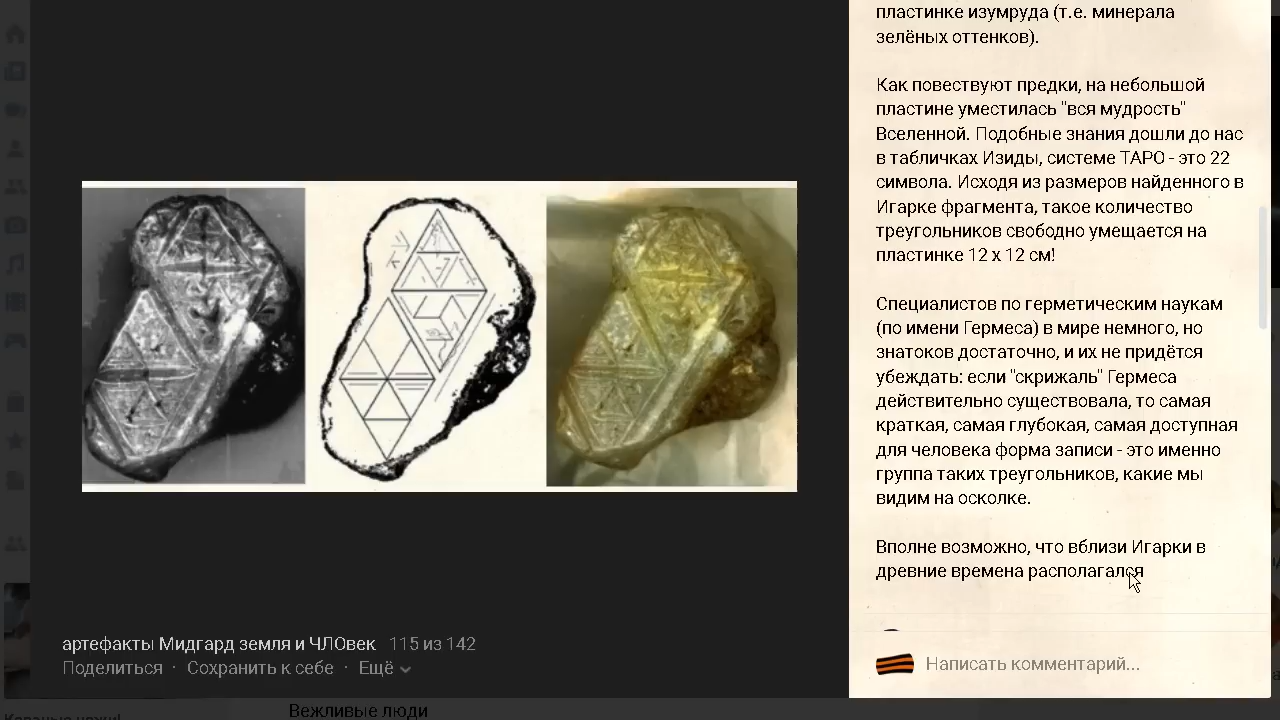 пластинке изумруда (т.е. минерала
зелёных оттенков).
Как повествуют предки, на небольшой
пластине уместилась "вся мудрость"
Вселенной. Подобные знания дошли до нас
в табличках Изиды, системе ТАРО - это 22
символа. Исходя из размеров найденного в
Игарке фрагмента, такое количество
треугольников свободно умещается на
пластинке 12 х 12 см!
Специалистов по герметическим наукам
(по имени Гермеса) в мире немного, но
знатоков достаточно, и их не придётся
убеждать: если "скрижаль" Гермеса
действительно существовала, то самая
краткая, самая глубокая, самая доступная
для человека форма записи - это именно
группа таких треугольников, какие мы
видим на осколке.
Вполне возможно, что вблизи Игарки в
древние времена располагался
артефакты Мидгард земля и ЧЛОвек 115 из 142
Поделиться · Сохранить к себе · Ещё
Написать комментарий...
Вежливые люди